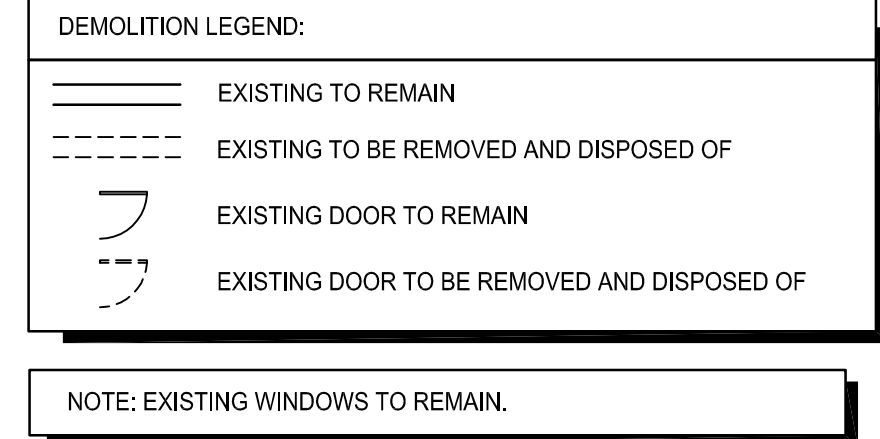 DEMOLITION LEGEND:
EXISTING TO REMAIN
EXISTING TO BE REMOVED AND DISPOSED OF
EXISTING DOOR TO REMAIN
EXISTING DOOR TO BE REMOVED AND DISPOSED OF
NOTE: EXISTING WINDOWS TO REMAIN.